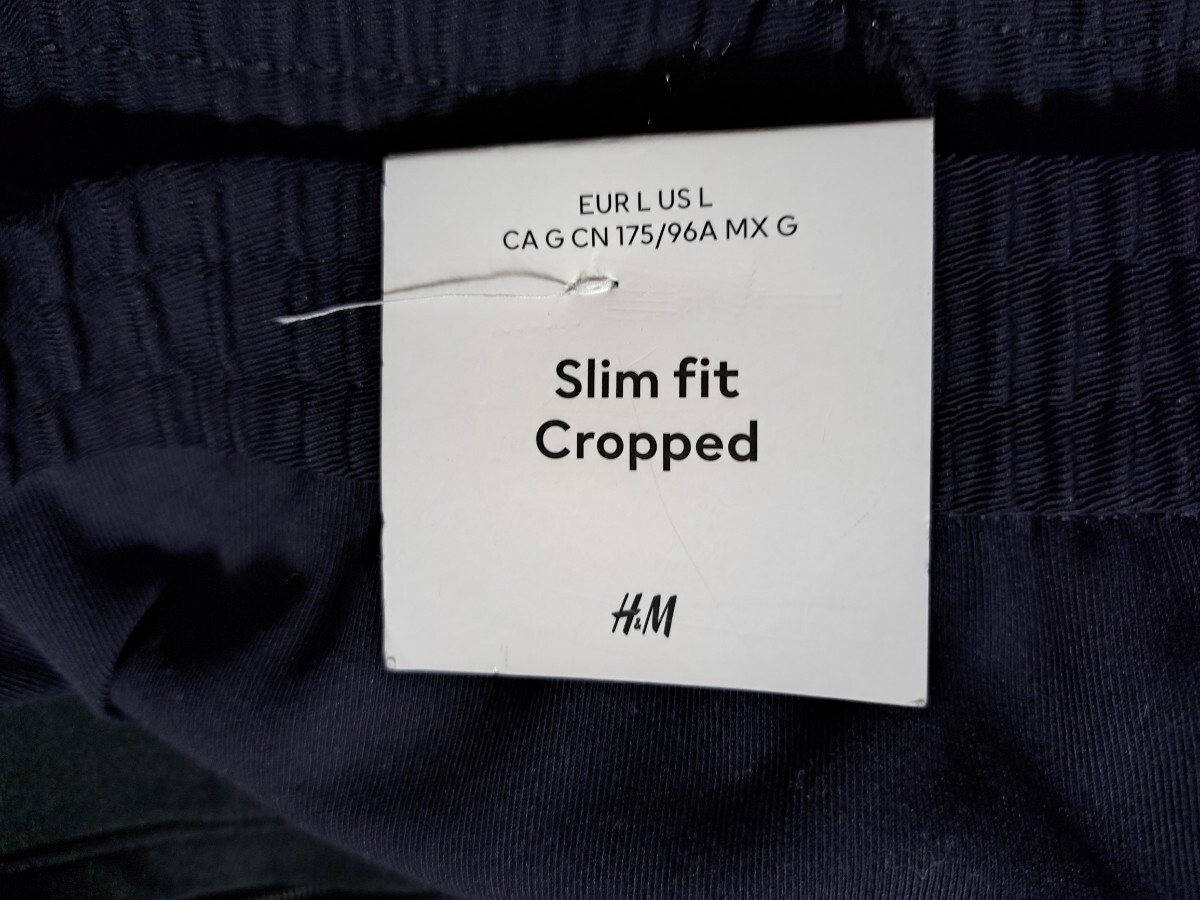 EUR L US L
CA G CN 175/96A MX G
Slim fit
Cropped
H&M